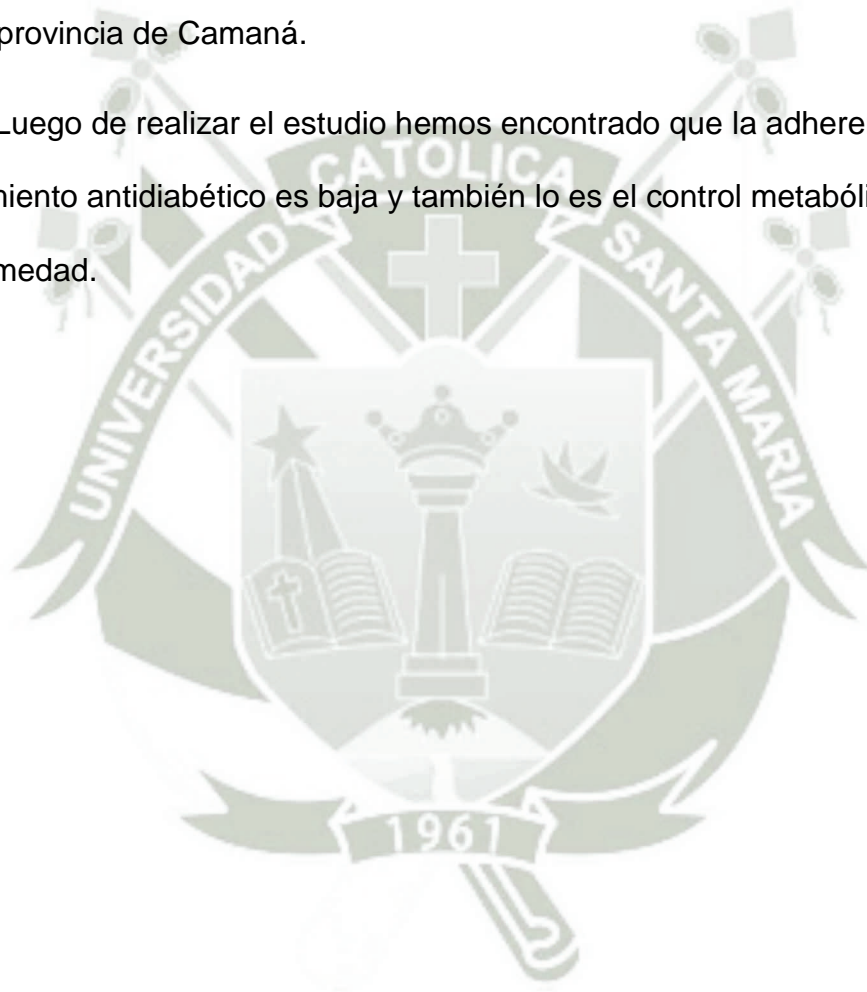 provincia de Camaná.
Luego de realizar el estudio hemos encontrado que la adhere
miento antidiabético es baja y también lo es el control metabóli
medad.
UNIVERSIDAD CATOLICA SANTA MARIA
1961